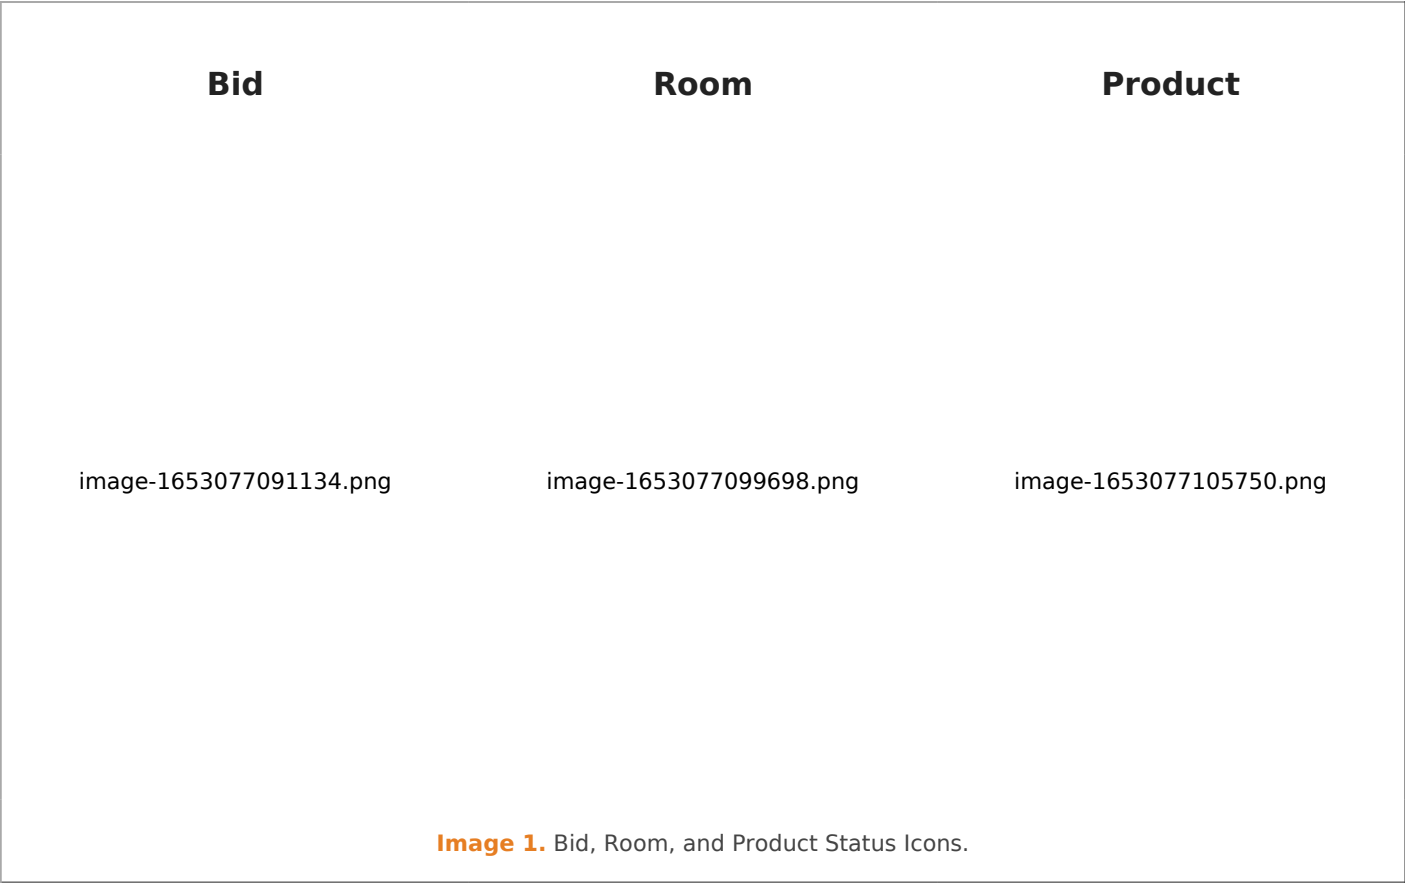 Bid
Room
Product
image-1653077091134.png
image-1653077099698.png
image-1653077105750.png
Image 1. Bid, Room, and Product Status Icons.